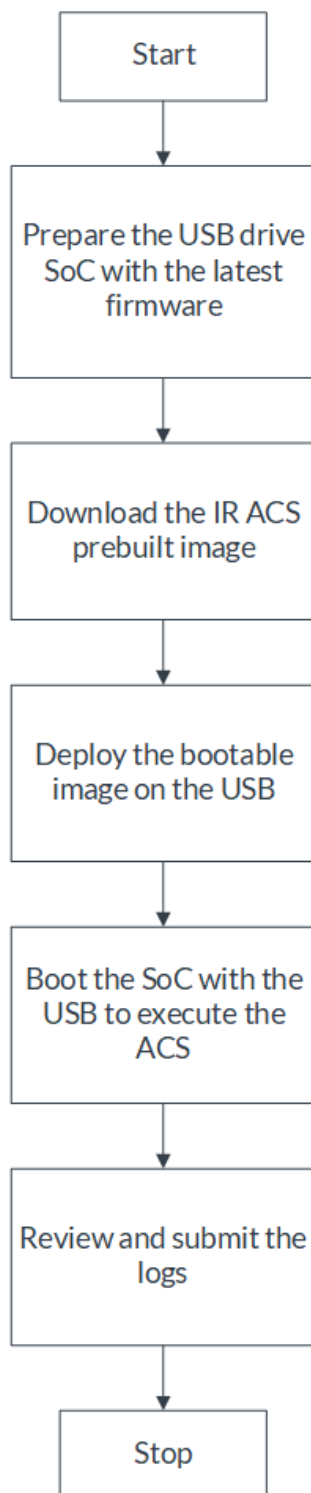 Start
Prepare the USB drive
SoC with the latest
firmware
Download the IR ACS
prebuilt image
Deploy the bootable
image on the USB
Boot the SoC with the
USB to execute the
ACS
Review and submit the
logs
Stop